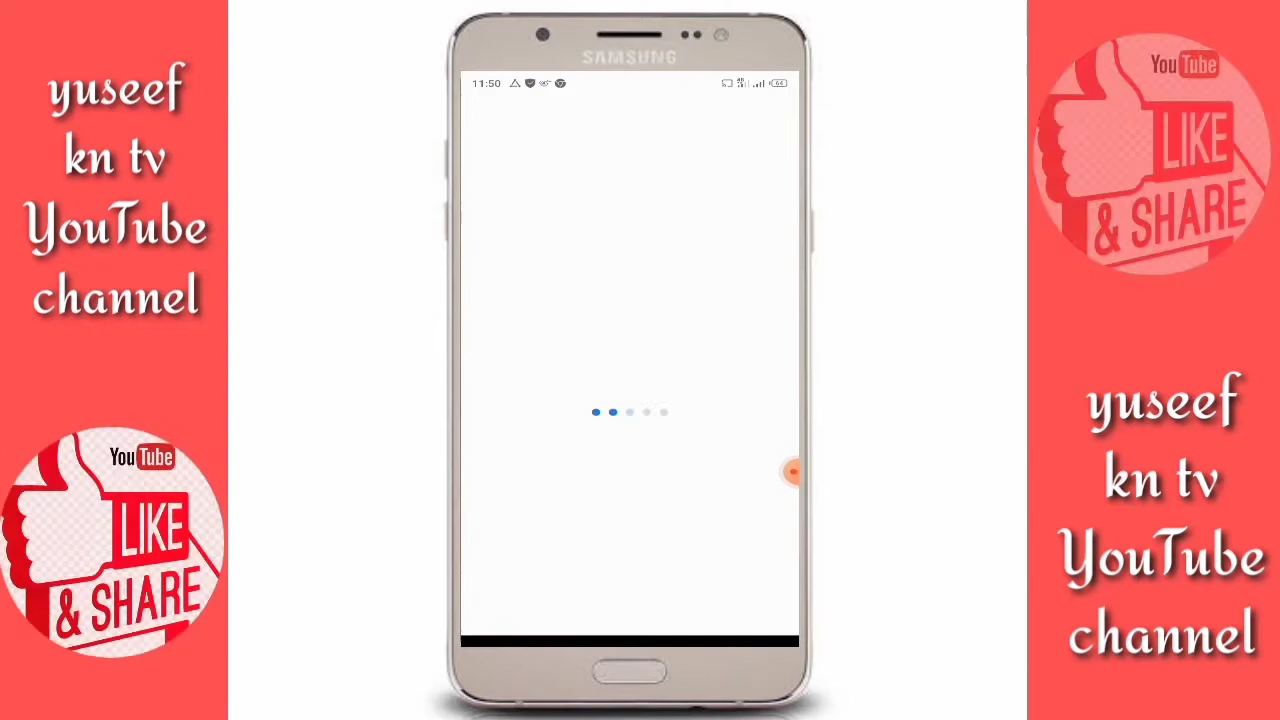 yuseef
kn tv
YouTube
channel
YouTube
LIKE
& SHARE
SAMSUNG
11:50
64
YouTube
LIKE
& SHARE
yuseef
kn tv
YouTube
channel